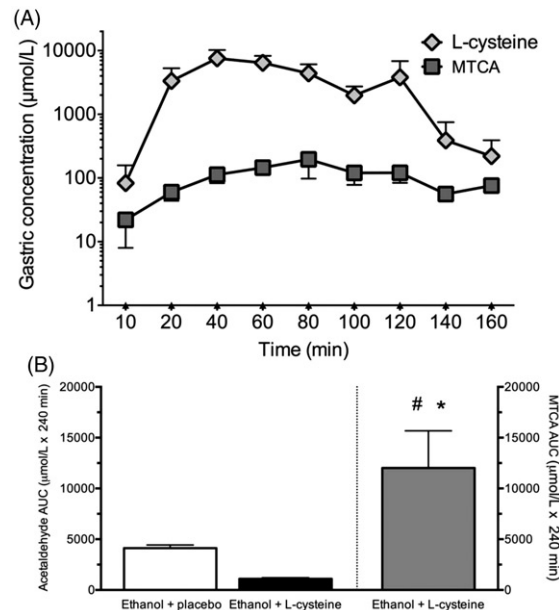 (A)
Gastric concentration (µmol/L)
10000
1000
100
10
1
L-cysteine
MTCA
10 20 40 60 80 100 120 140 160
Time (min)
(B)
Acetaldehyde AUC (µmol/L x 240 min)
20000
15000
10000
5000
0
# *
20000
15000
10000
5000
0
MTCA AUC (µmol/L x 240 min)
Ethanol + placebo Ethanol + L-cysteine Ethanol + L-cysteine